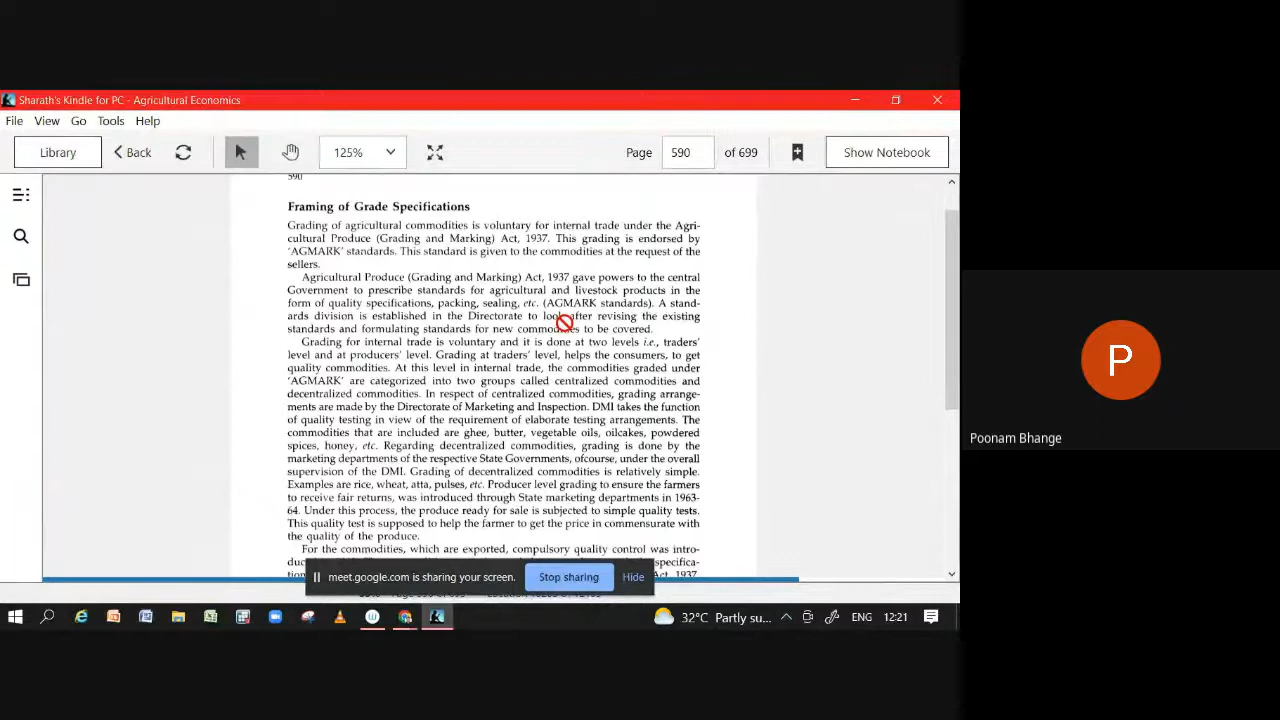 Sharath's Kindle for PC - Agricultural Economics
File View Go Tools Help
Library
Back
125%
Page 590 of 699
Show Notebook
590
Framing of Grade Specifications
Grading of agricultural commodities is voluntary for internal trade under the Agri-
cultural Produce (Grading and Marking) Act, 1937. This grading is endorsed by
'AGMARK' standards. This standard is given to the commodities at the request of the
sellers.
Agricultural Produce (Grading and Marking) Act, 1937 gave powers to the central
Government to prescribe standards for agricultural and livestock products in the
form of quality specifications, packing, sealing, etc. (AGMARK standards). A stand-
ards division is established in the Directorate to look after revising the existing
standards and formulating standards for new commodities to be covered.
Grading for internal trade is voluntary and it is done at two levels i.e., traders'
level and at producers' level. Grading at traders' level, helps the consumers, to get
quality commodities. At this level in internal trade, the commodities graded under
'AGMARK' are categorized into two groups called centralized commodities and
decentralized commodities. In respect of centralized commodities, grading arrange-
ments are made by the Directorate of Marketing and Inspection. DMI takes the function
of quality testing in view of the requirement of elaborate testing arrangements. The
commodities that are included are ghee, butter, vegetable oils, oilcakes, powdered
spices, honey, etc. Regarding decentralized commodities, grading is done by the
marketing departments of the respective State Governments, ofcourse, under the overall
supervision of the DMI. Grading of decentralized commodities is relatively simple.
Examples are rice, wheat, atta, pulses, etc. Producer level grading to ensure the farmers
to receive fair returns, was introduced through State marketing departments in 1963-
64. Under this process, the produce ready for sale is subjected to simple quality tests.
This quality test is supposed to help the farmer to get the price in commensurate with
the quality of the produce.
For the commodities, which are exported, compulsory quality control was intro-
specifica-
Act, 1937,
meet.google.com is sharing your screen.
Stop sharing
Hide
32°C Partly su...
ENG
12:21
P
Poonam Bhange